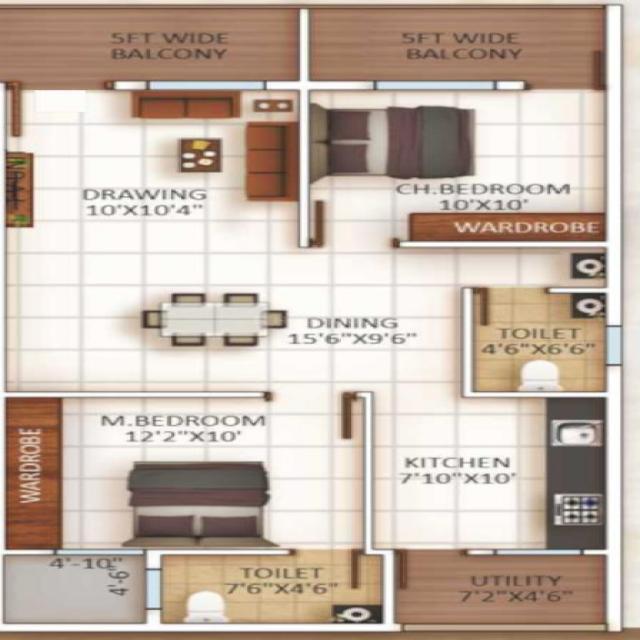 5FT WIDE
BALCONY
5FT WIDE
BALCONY
DRAWING
10'X10'4"
CH.BEDROOM
10'X10'
WARDROBE
DINING
15'6"X9'6"
TOILET
4'6"X6'6"
M.BEDROOM
12'2"X10'
WARDROBE
KITCHEN
7'10"X10'
4'-10"
4'-6"
TOILET
7'6"X4'6"
UTILITY
7'2"X4'6"